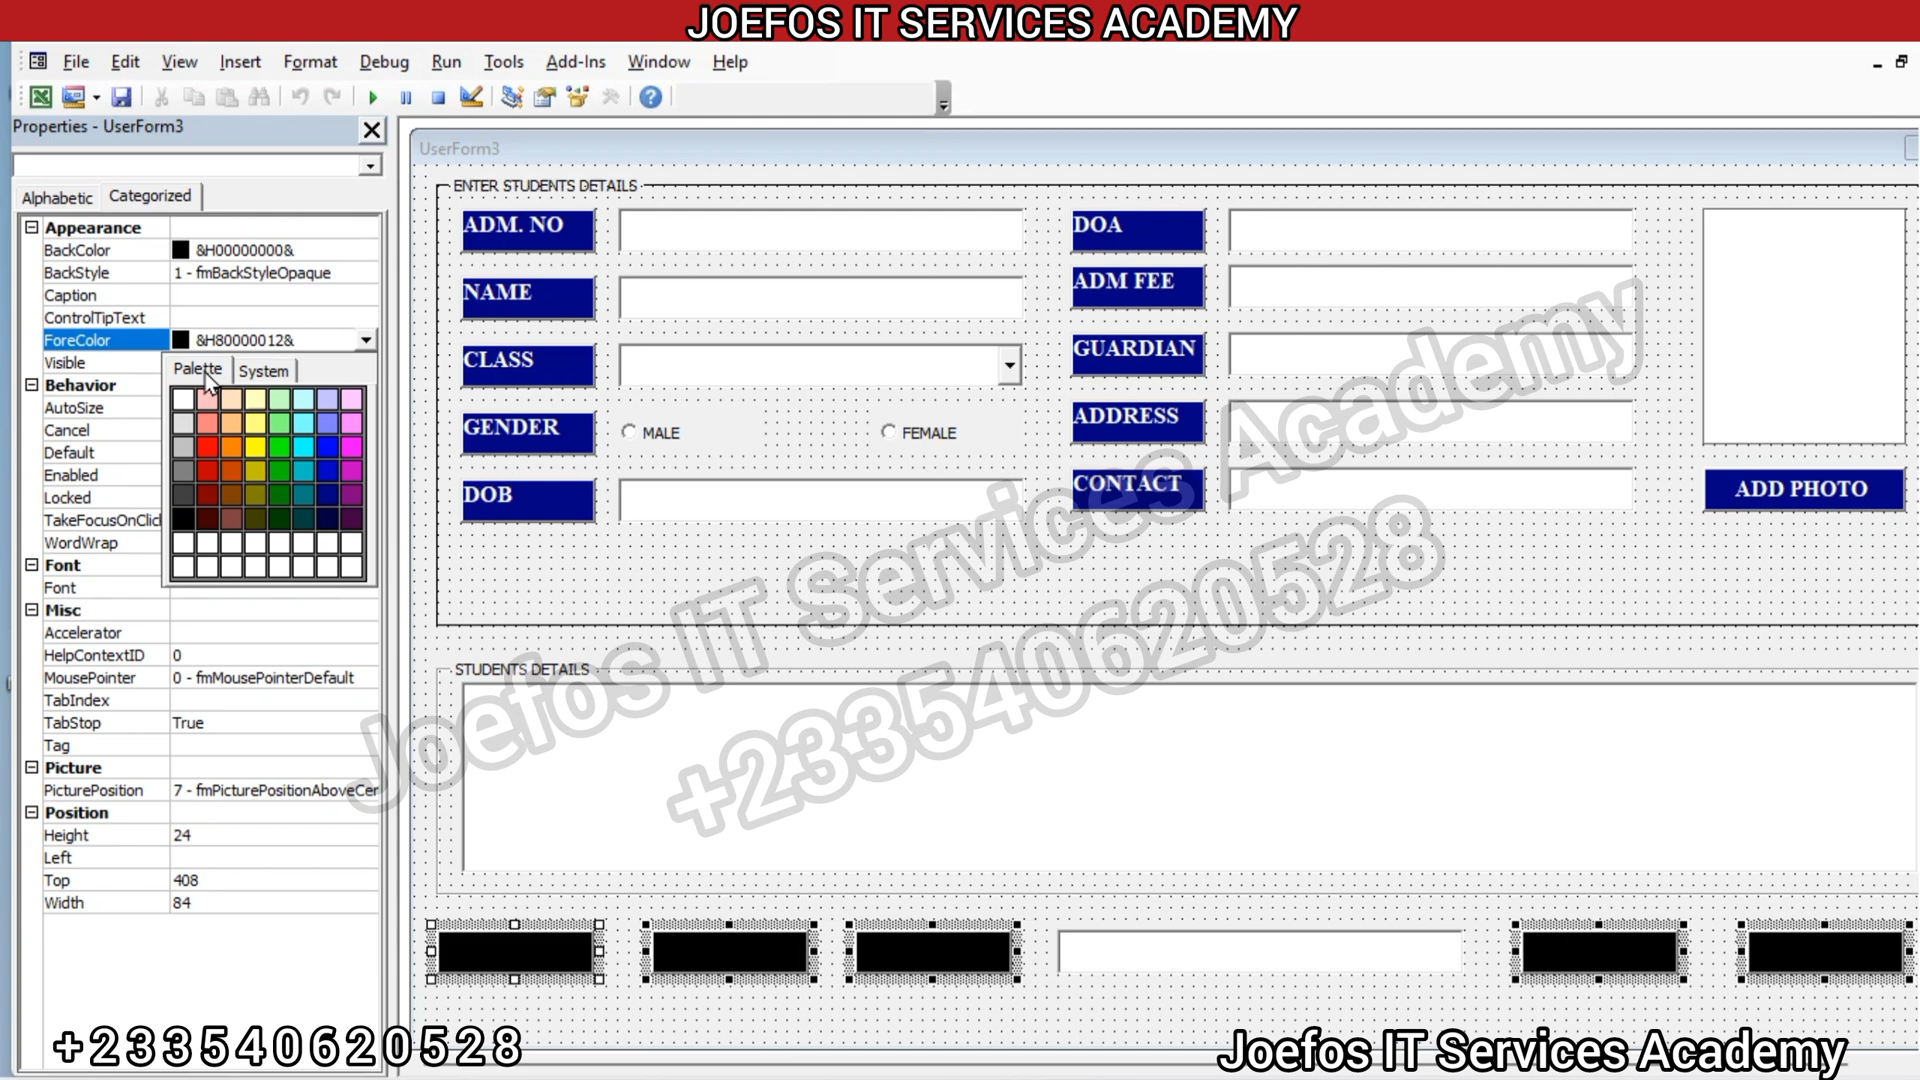 JOEFOS IT SERVICES ACADEMY
File Edit View Insert Format Debug Run Tools Add-Ins Window Help
Properties - UserForm3
Alphabetic Categorized
Appearance
BackColor &H00000000&
BackStyle 1 - fmBackStyleOpaque
Caption
ControlTipText
ForeColor &H80000012&
Visible
Palette System
Behavior
AutoSize
Cancel
Default
Enabled
Locked
TakeFocusOnClic
WordWrap
Font
Font
Misc
Accelerator
HelpContextID 0
MousePointer 0 - fmMousePointerDefault
TabIndex
TabStop True
Tag
Picture
PicturePosition 7 - fmPicturePositionAboveCer
Position
Height 24
Left
Top 408
Width 84
UserForm3
ENTER STUDENTS DETAILS
ADM. NO
NAME
CLASS
GENDER MALE FEMALE
DOB
DOA
ADM FEE
GUARDIAN
ADDRESS
CONTACT
ADD PHOTO
STUDENTS DETAILS
Joefos IT Services Academy
+233540620528
+233540620528
Joefos IT Services Academy